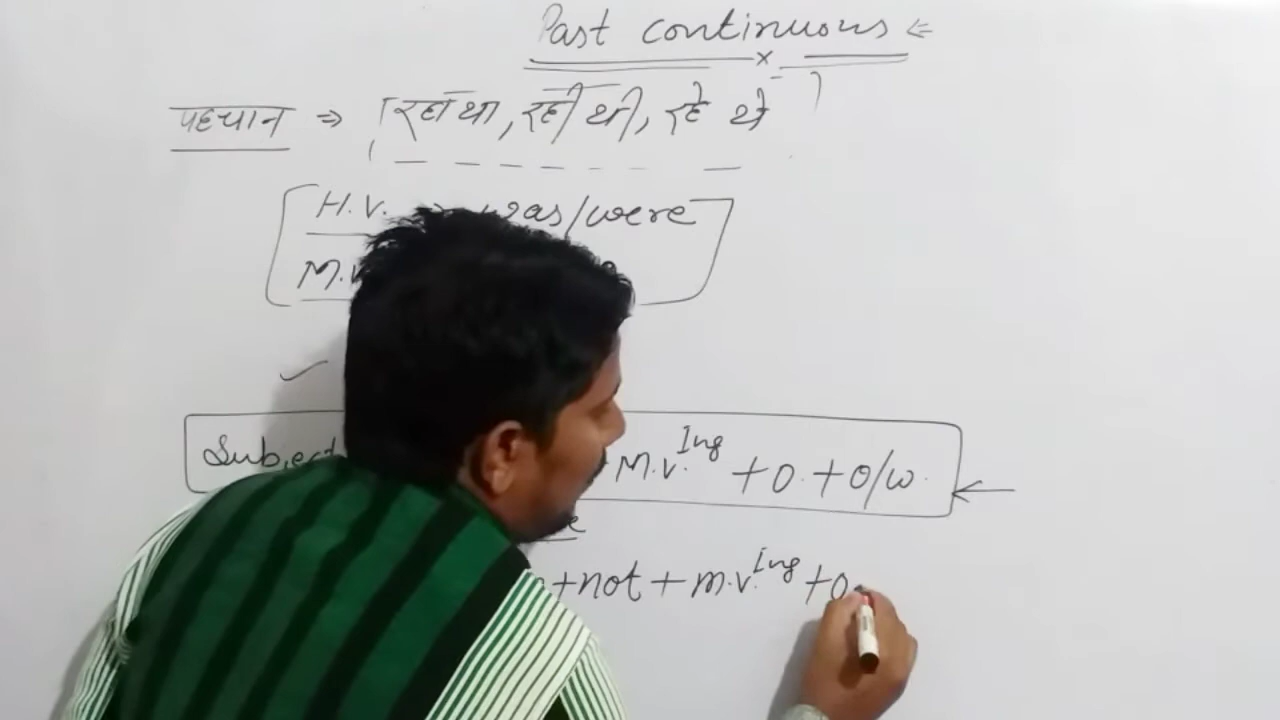 Past continuous
पहचान ⇒ रहा था, रही थी, रहे थे
H.V. → was/were
M.V
Subject M.V. Ing + O. + O/w.
+not + m.v. Ing + O